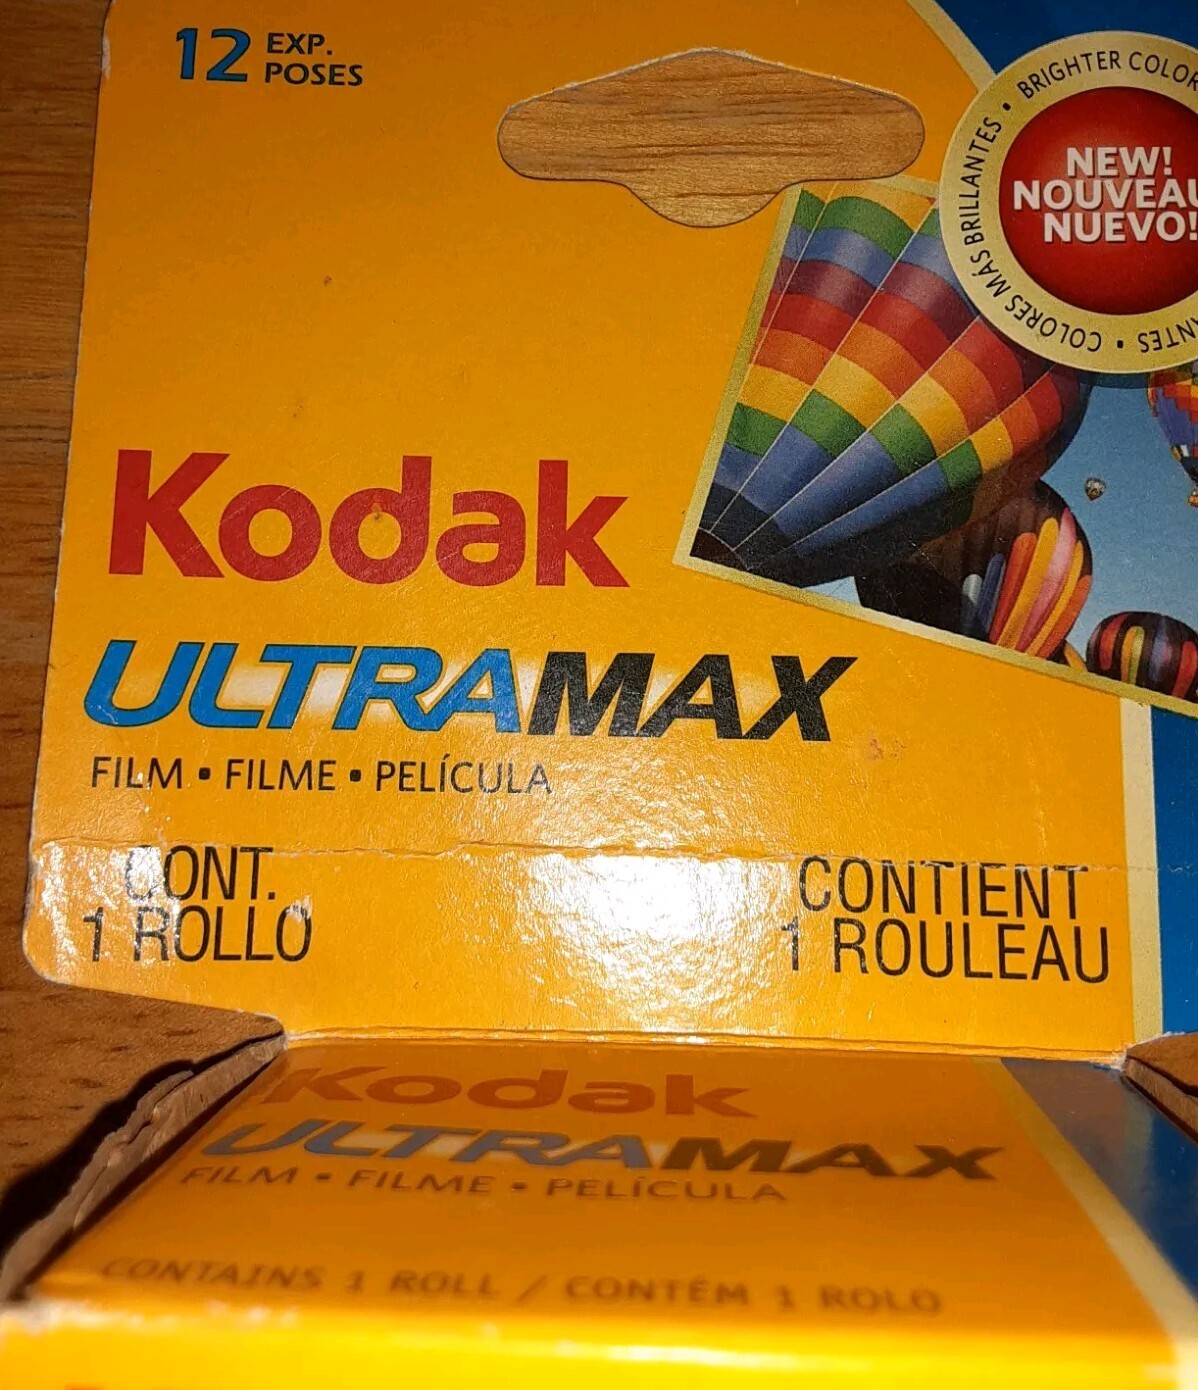 12 EXP.
POSES
BRIGHTER COLOR
NEW!
NOUVEAU
NUEVO!
COLORES MÁS BRILLANTES
NTES
Kodak
ULTRAMAX
FILM • FILME • PELÍCULA
CONT.
1 ROLLO
CONTIENT
1 ROULEAU
Kodak
ULTRAMAX
FILM • FILME • PELÍCULA
CONTAINS 1 ROLL / CONTÉM 1 ROLO